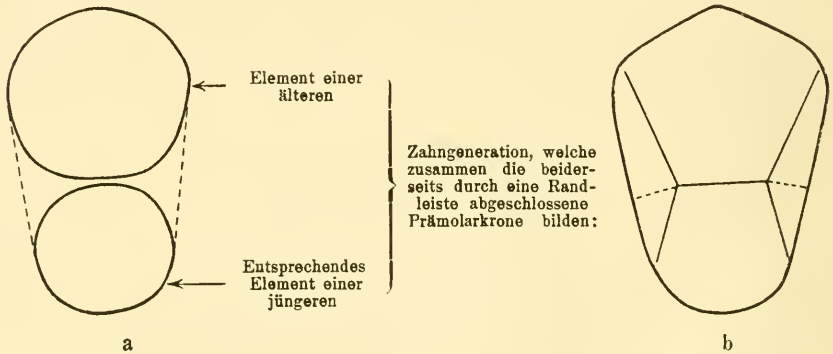 Element einer
älteren
Zahngeneration, welche
zusammen die beider-
seits durch eine Rand-
leiste abgeschlossene
Prämolarkrone bilden:
Entsprechendes
Element einer
jüngeren
a
b